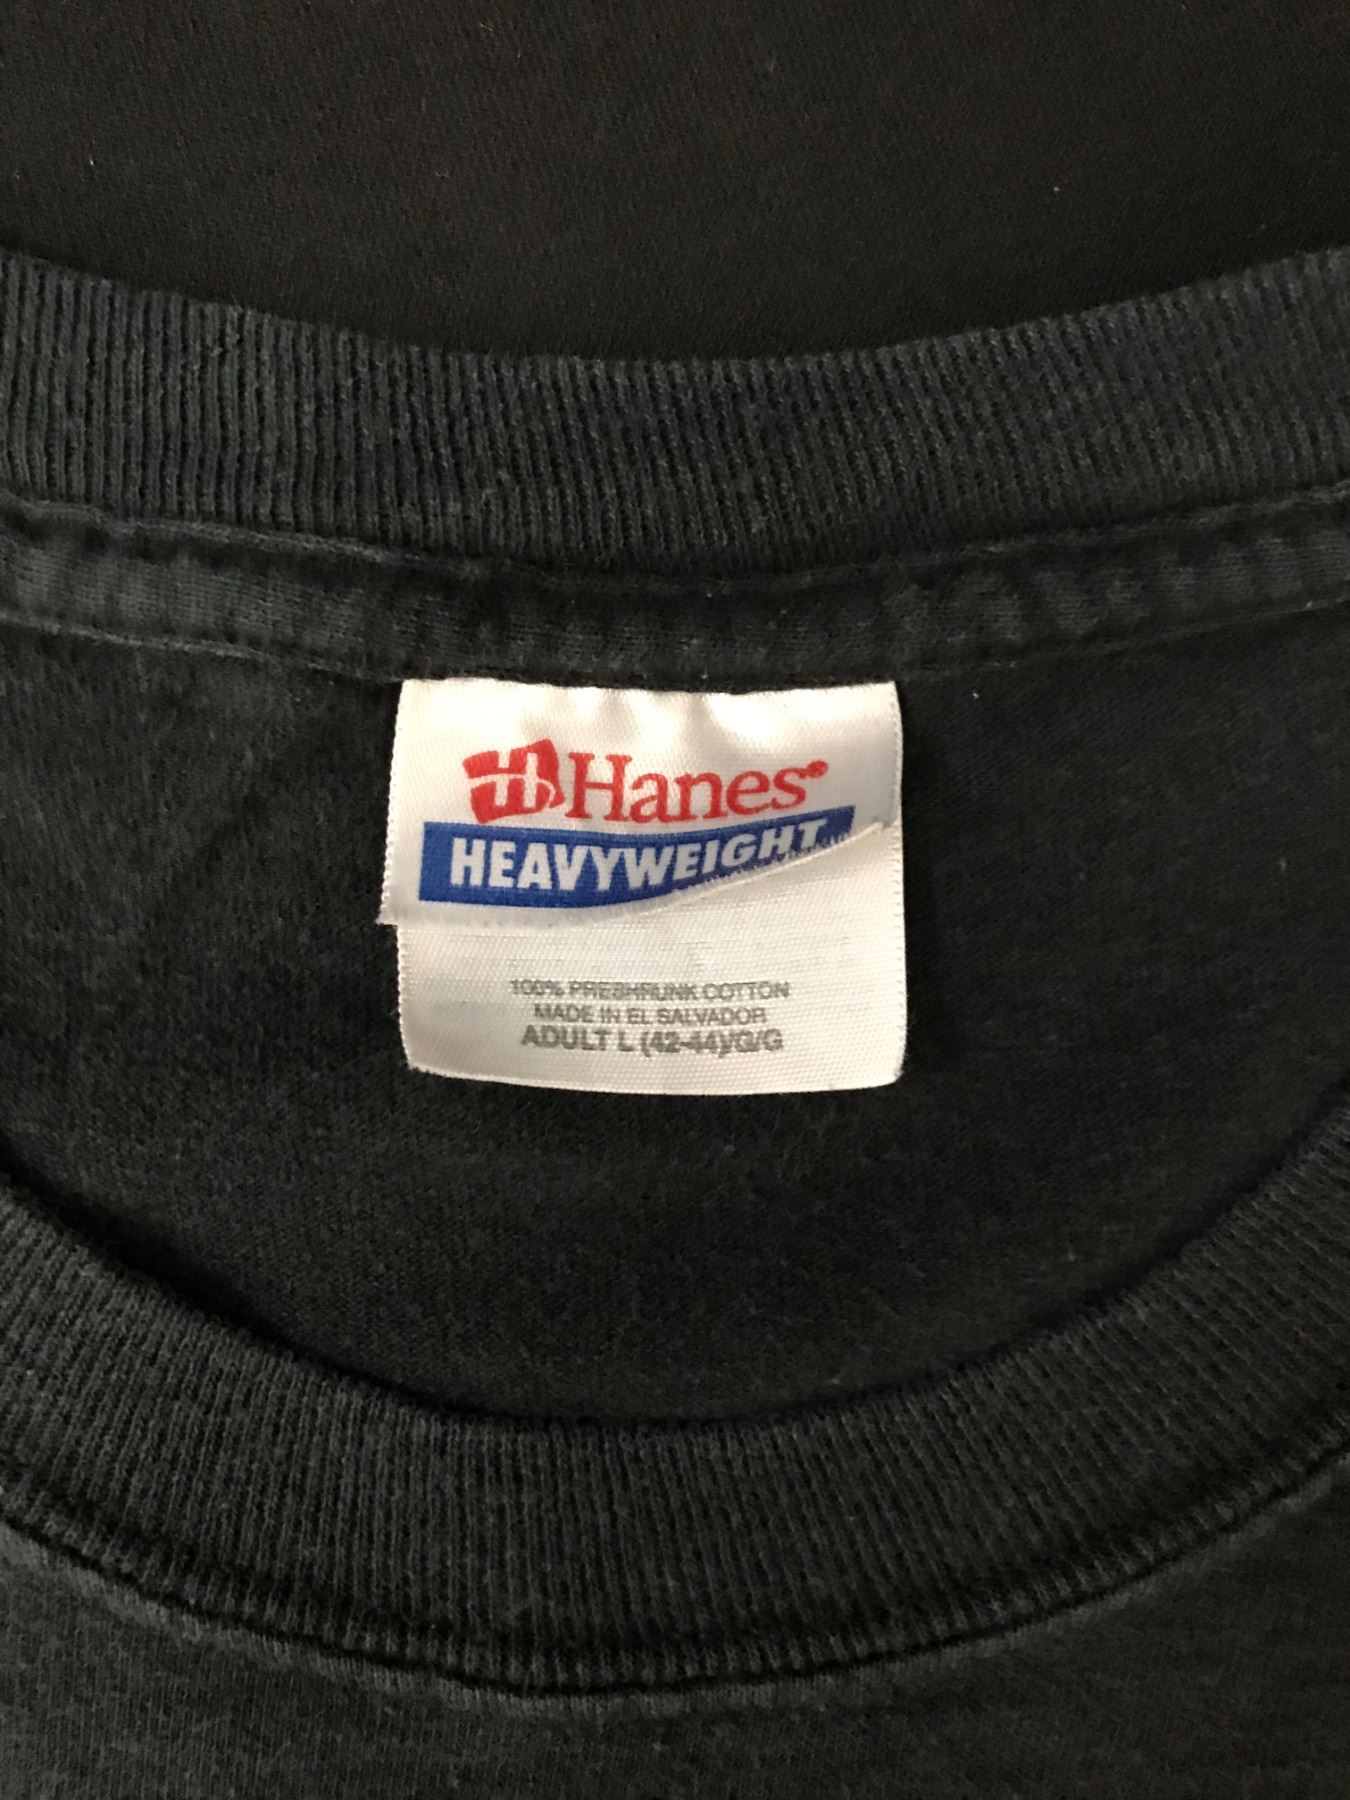 Hanes®
HEAVYWEIGHT
100% PRESHRUNK COTTON
MADE IN EL SALVADOR
ADULT L (42-44)/G/G